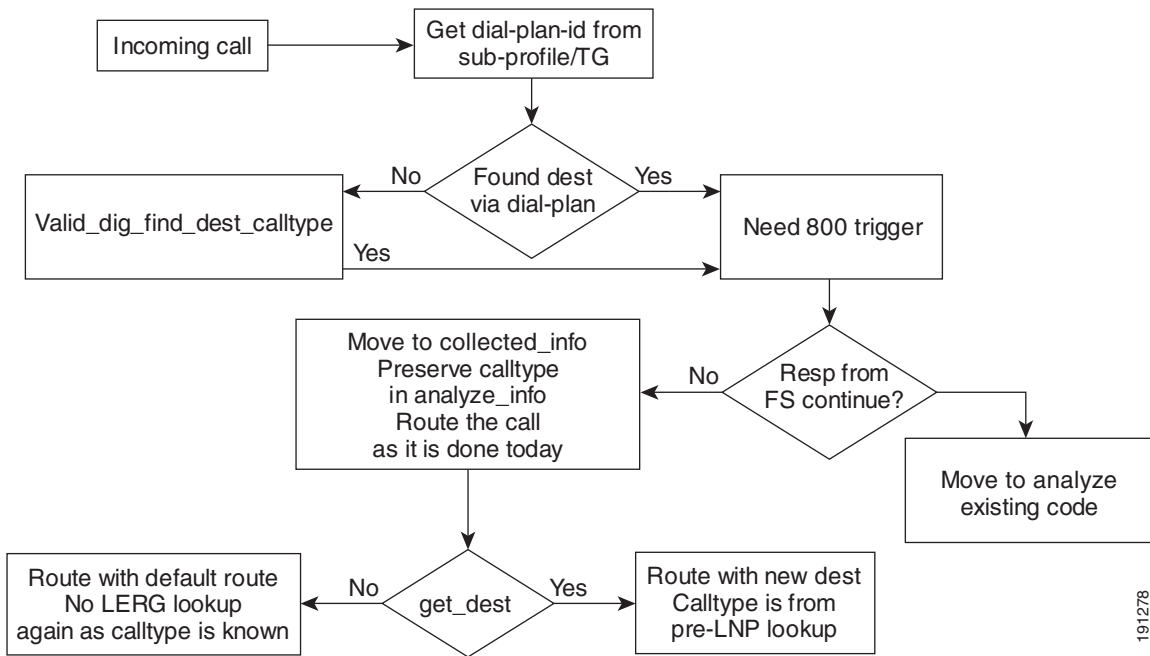 Incoming call
Get dial-plan-id from
sub-profile/TG
No
Found dest
via dial-plan
Yes
Valid_dig_find_dest_calltype
Yes
Need 800 trigger
Move to collected_info
Preserve calltype
in analyze_info
Route the call
as it is done today
No
Resp from
FS continue?
Move to analyze
existing code
Route with default route
No LERG lookup
again as calltype is known
No
get_dest
Yes
Route with new dest
Calltype is from
pre-LNP lookup
191278